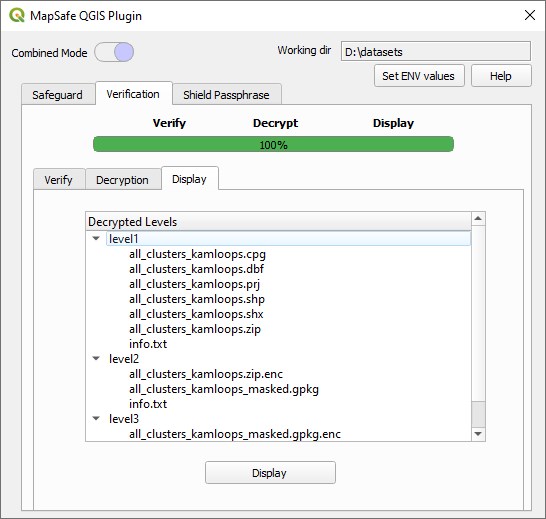 MapSafe QGIS Plugin
Combined Mode
Working dir D:\datasets
Set ENV values Help
Safeguard Verification Shield Passphrase
Verify Decrypt Display
100%
Verify Decryption Display
Decrypted Levels
level1
all_clusters_kamloops.cpg
all_clusters_kamloops.dbf
all_clusters_kamloops.prj
all_clusters_kamloops.shp
all_clusters_kamloops.shx
all_clusters_kamloops.zip
info.txt
level2
all_clusters_kamloops.zip.enc
all_clusters_kamloops_masked.gpkg
info.txt
level3
all_clusters_kamloops_masked.gpkg.enc
Display